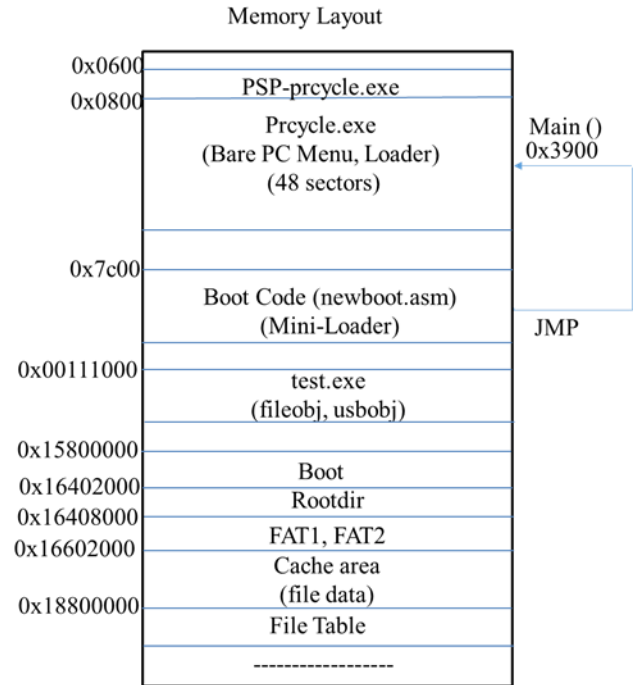 Memory Layout
0x0600
PSP-prcycle.exe
0x0800
Prcycle.exe
(Bare PC Menu, Loader)
(48 sectors)
Main ()
0x3900
0x7c00
Boot Code (newboot.asm)
(Mini-Loader)
JMP
0x00111000
test.exe
(fileobj, usbobj)
0x15800000
Boot
0x16402000
Rootdir
0x16408000
FAT1, FAT2
0x16602000
Cache area
(file data)
0x18800000
File Table
------------------